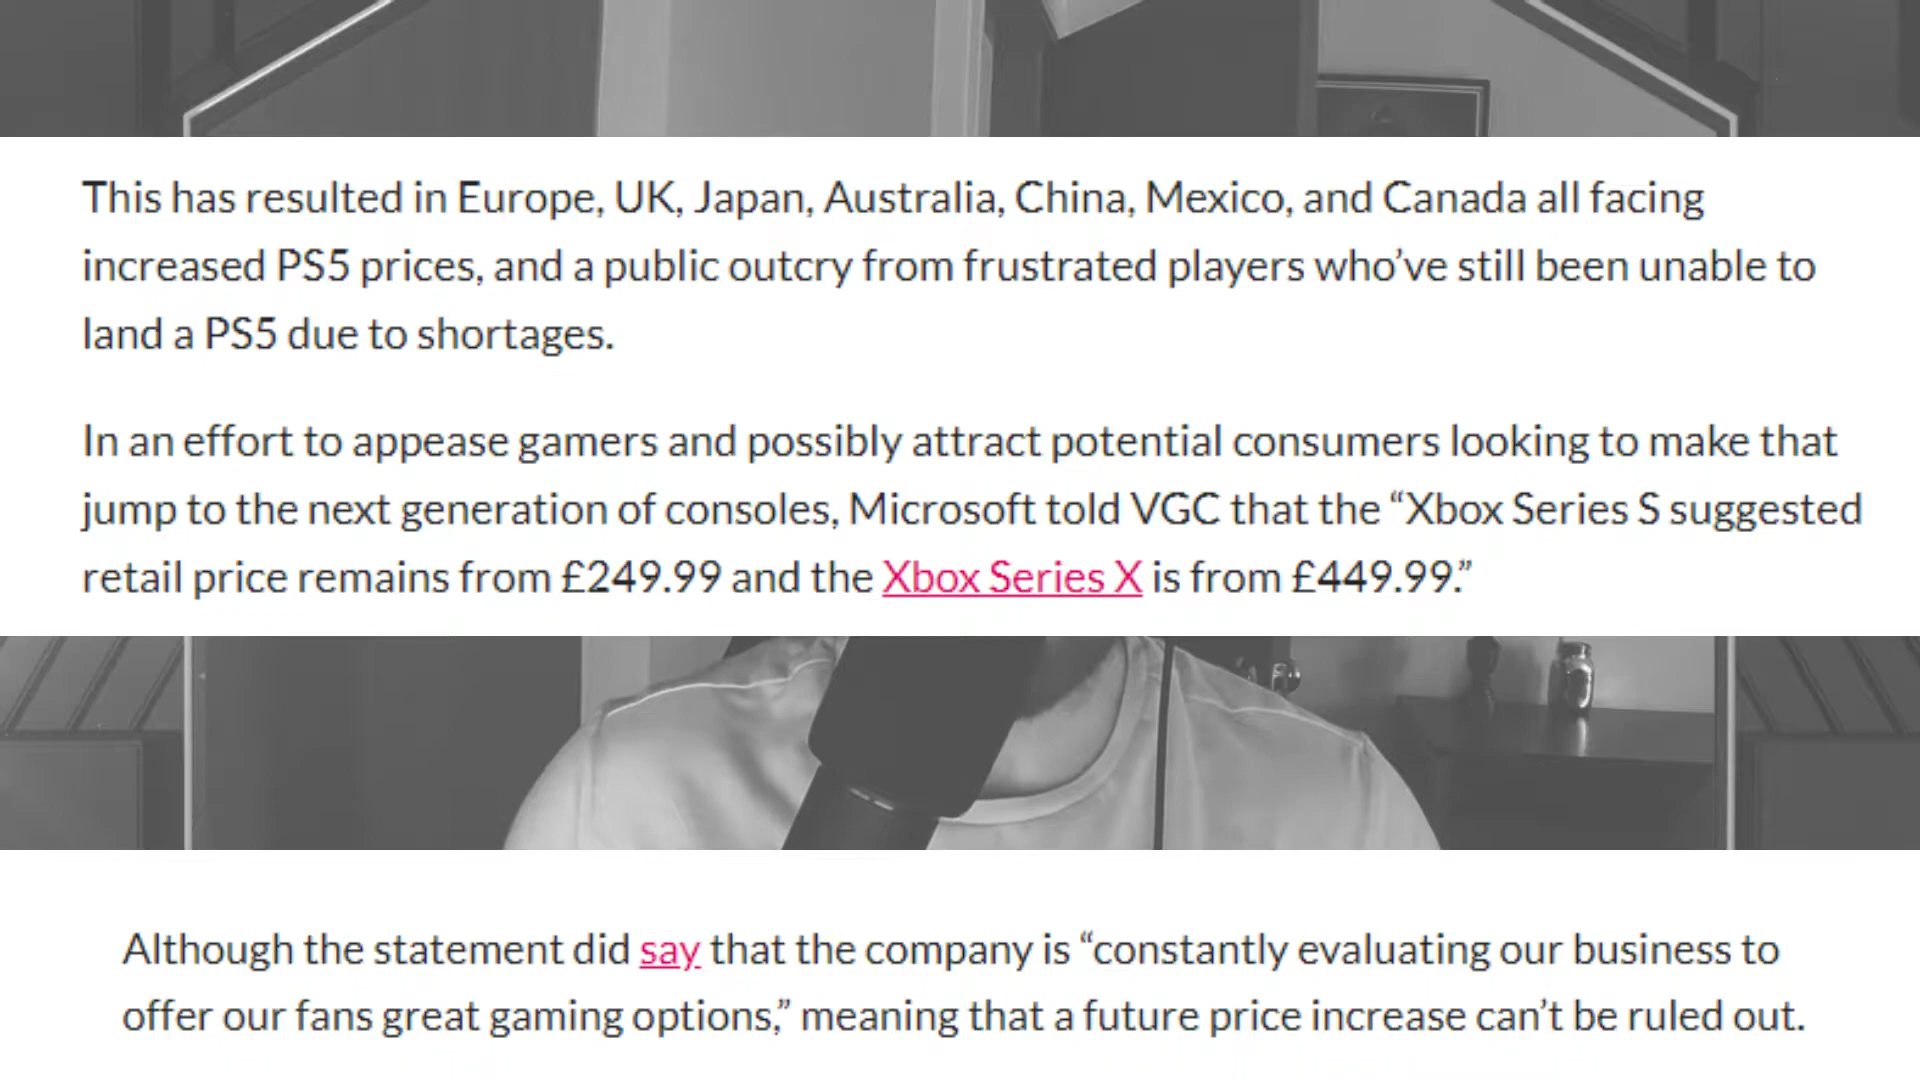 This has resulted in Europe, UK, Japan, Australia, China, Mexico, and Canada all facing
increased PS5 prices, and a public outcry from frustrated players who’ve still been unable to
land a PS5 due to shortages.
In an effort to appease gamers and possibly attract potential consumers looking to make that
jump to the next generation of consoles, Microsoft told VGC that the “Xbox Series S suggested
retail price remains from £249.99 and the Xbox Series X is from £449.99.”
Although the statement did say that the company is “constantly evaluating our business to
offer our fans great gaming options,” meaning that a future price increase can’t be ruled out.